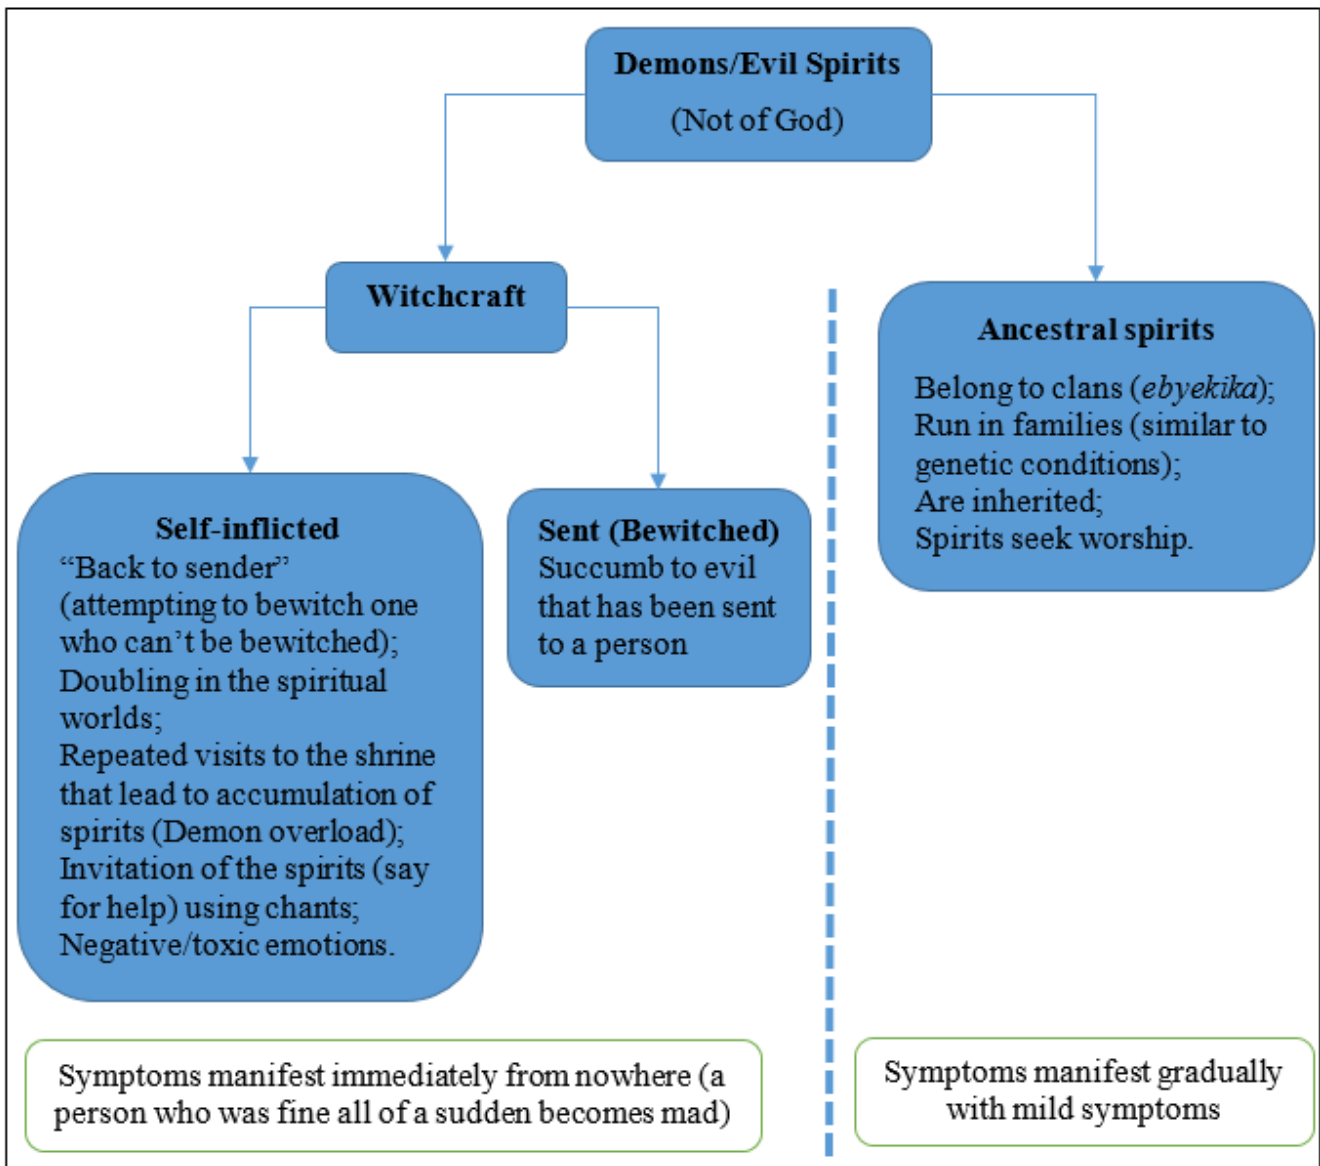 Demons/Evil Spirits
(Not of God)
Witchcraft
Ancestral spirits
Belong to clans (ebyekika);
Run in families (similar to
genetic conditions);
Are inherited;
Spirits seek worship.
Self-inflicted
“Back to sender”
(attempting to bewitch one
who can’t be bewitched);
Doubling in the spiritual
worlds;
Repeated visits to the shrine
that lead to accumulation of
spirits (Demon overload);
Invitation of the spirits (say
for help) using chants;
Negative/toxic emotions.
Sent (Bewitched)
Succumb to evil
that has been sent
to a person
Symptoms manifest immediately from nowhere (a
person who was fine all of a sudden becomes mad)
Symptoms manifest gradually
with mild symptoms